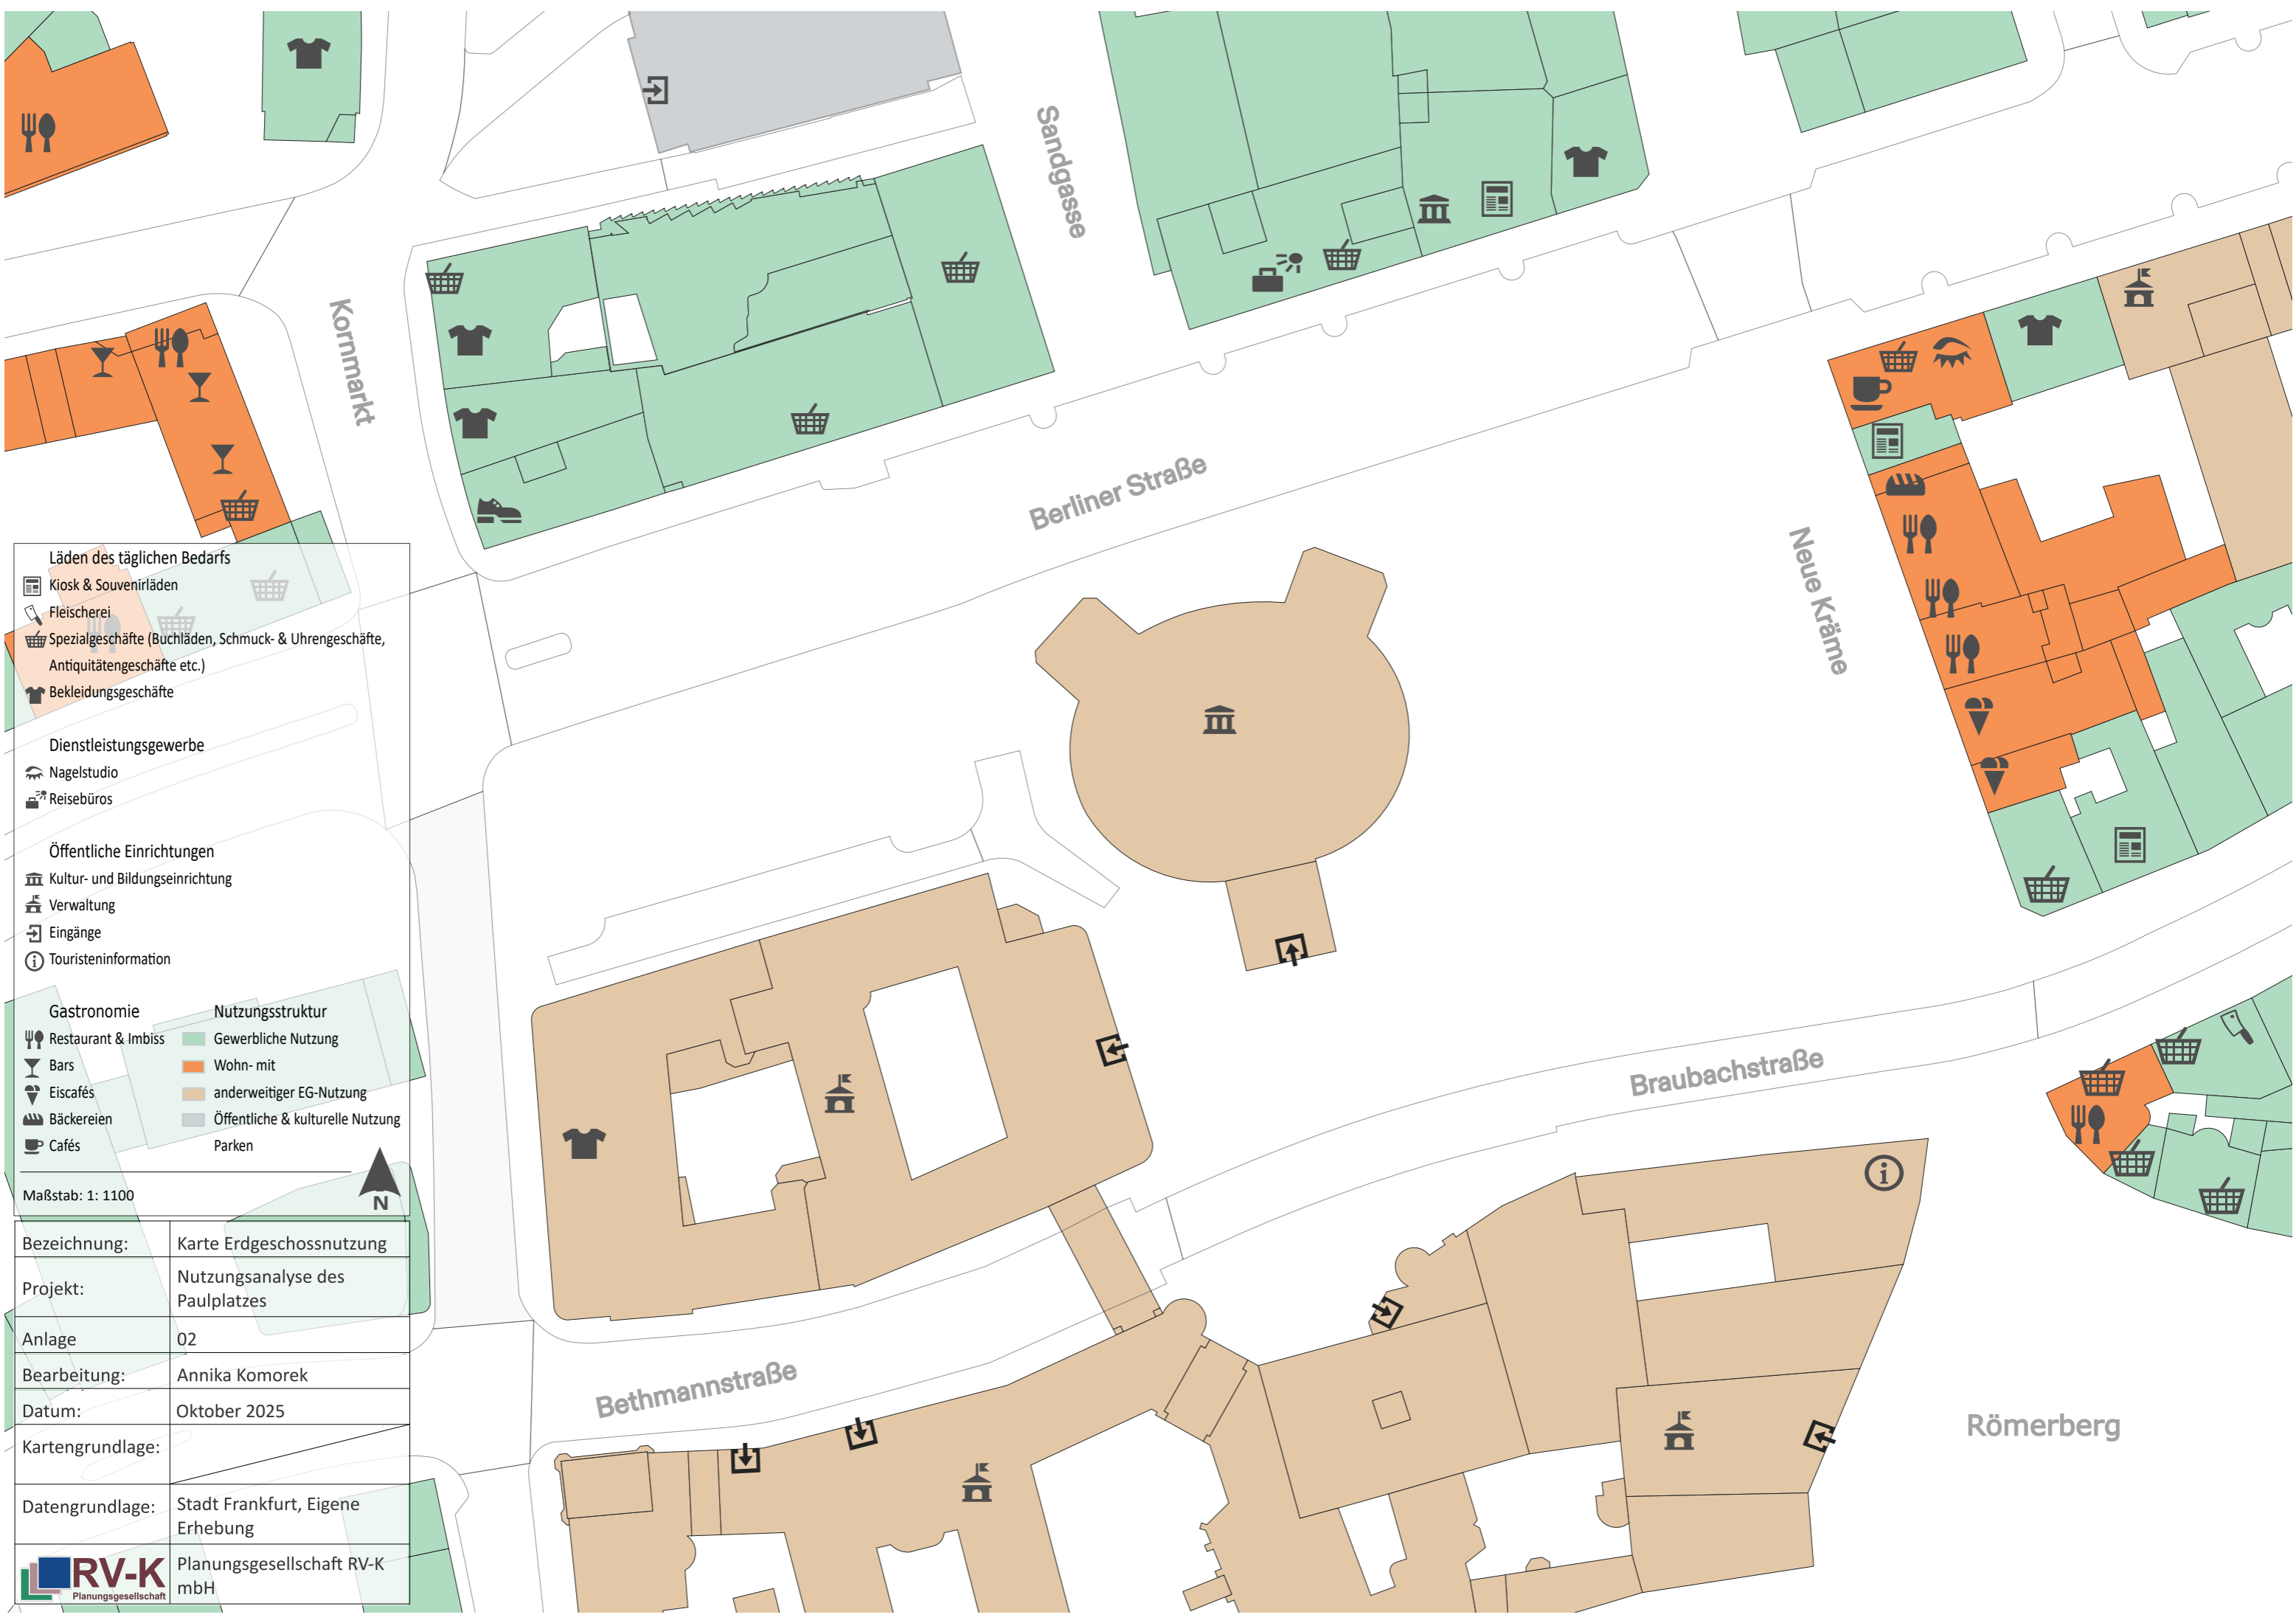 Sandgasse
Kornmarkt
Berliner Straße
Neue Kräme
Braubachstraße
Bethmannstraße
Römerberg
Läden des täglichen Bedarfs
Kiosk & Souvenirläden
Fleischerei
Spezialgeschäfte (Buchläden, Schmuck- & Uhrengeschäfte,
Antiquitätengeschäfte etc.)
Bekleidungsgeschäfte
Dienstleistungsgewerbe
Nagelstudio
Reisebüros
Öffentliche Einrichtungen
Kultur- und Bildungseinrichtung
Verwaltung
Eingänge
Touristeninformation
Gastronomie
Restaurant & Imbiss
Bars
Eiscafés
Bäckereien
Cafés
Nutzungsstruktur
Gewerbliche Nutzung
Wohn- mit
anderweitiger EG-Nutzung
Öffentliche & kulturelle Nutzung
Parken
Maßstab: 1: 1100
N
Bezeichnung: Karte Erdgeschossnutzung
Projekt: Nutzungsanalyse des
Paulplatzes
Anlage 02
Bearbeitung: Annika Komorek
Datum: Oktober 2025
Kartengrundlage:
Datengrundlage: Stadt Frankfurt, Eigene
Erhebung
RV-K
Planungsgesellschaft
Planungsgesellschaft RV-K
mbH